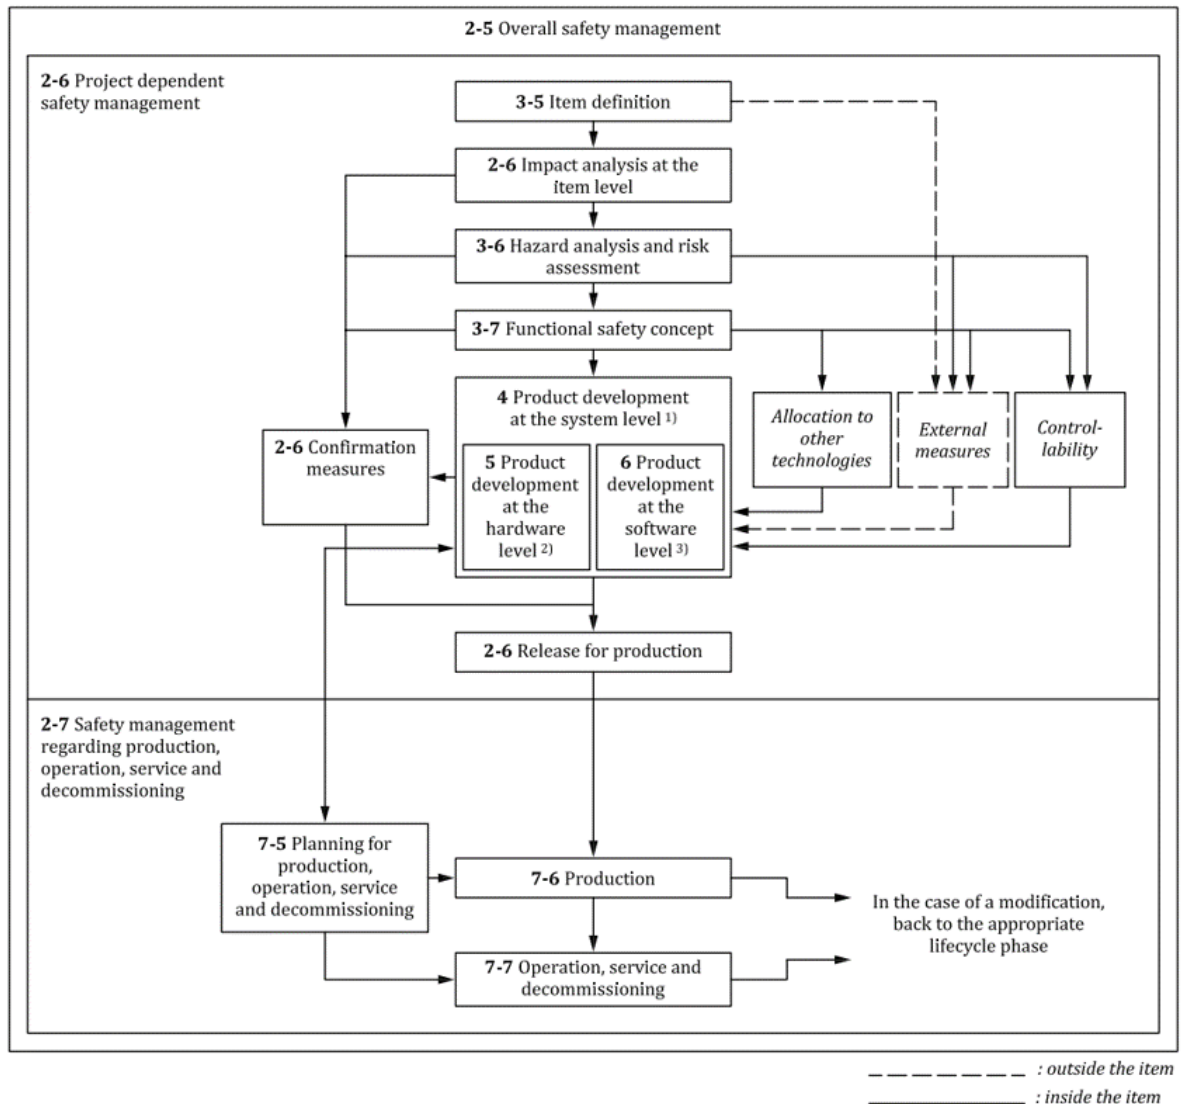 2-5 Overall safety management
2-6 Project dependent
safety management
3-5 Item definition
2-6 Impact analysis at the
item level
3-6 Hazard analysis and risk
assessment
3-7 Functional safety concept
4 Product development
at the system level 1)
2-6 Confirmation
measures
5 Product
development
at the
hardware
level 2)
6 Product
development
at the
software
level 3)
Allocation to
other
technologies
External
measures
Control-
lability
2-6 Release for production
2-7 Safety management
regarding production,
operation, service and
decommissioning
7-5 Planning for
production,
operation, service
and decommissioning
7-6 Production
7-7 Operation, service and
decommissioning
In the case of a modification,
back to the appropriate
lifecycle phase
: outside the item
: inside the item